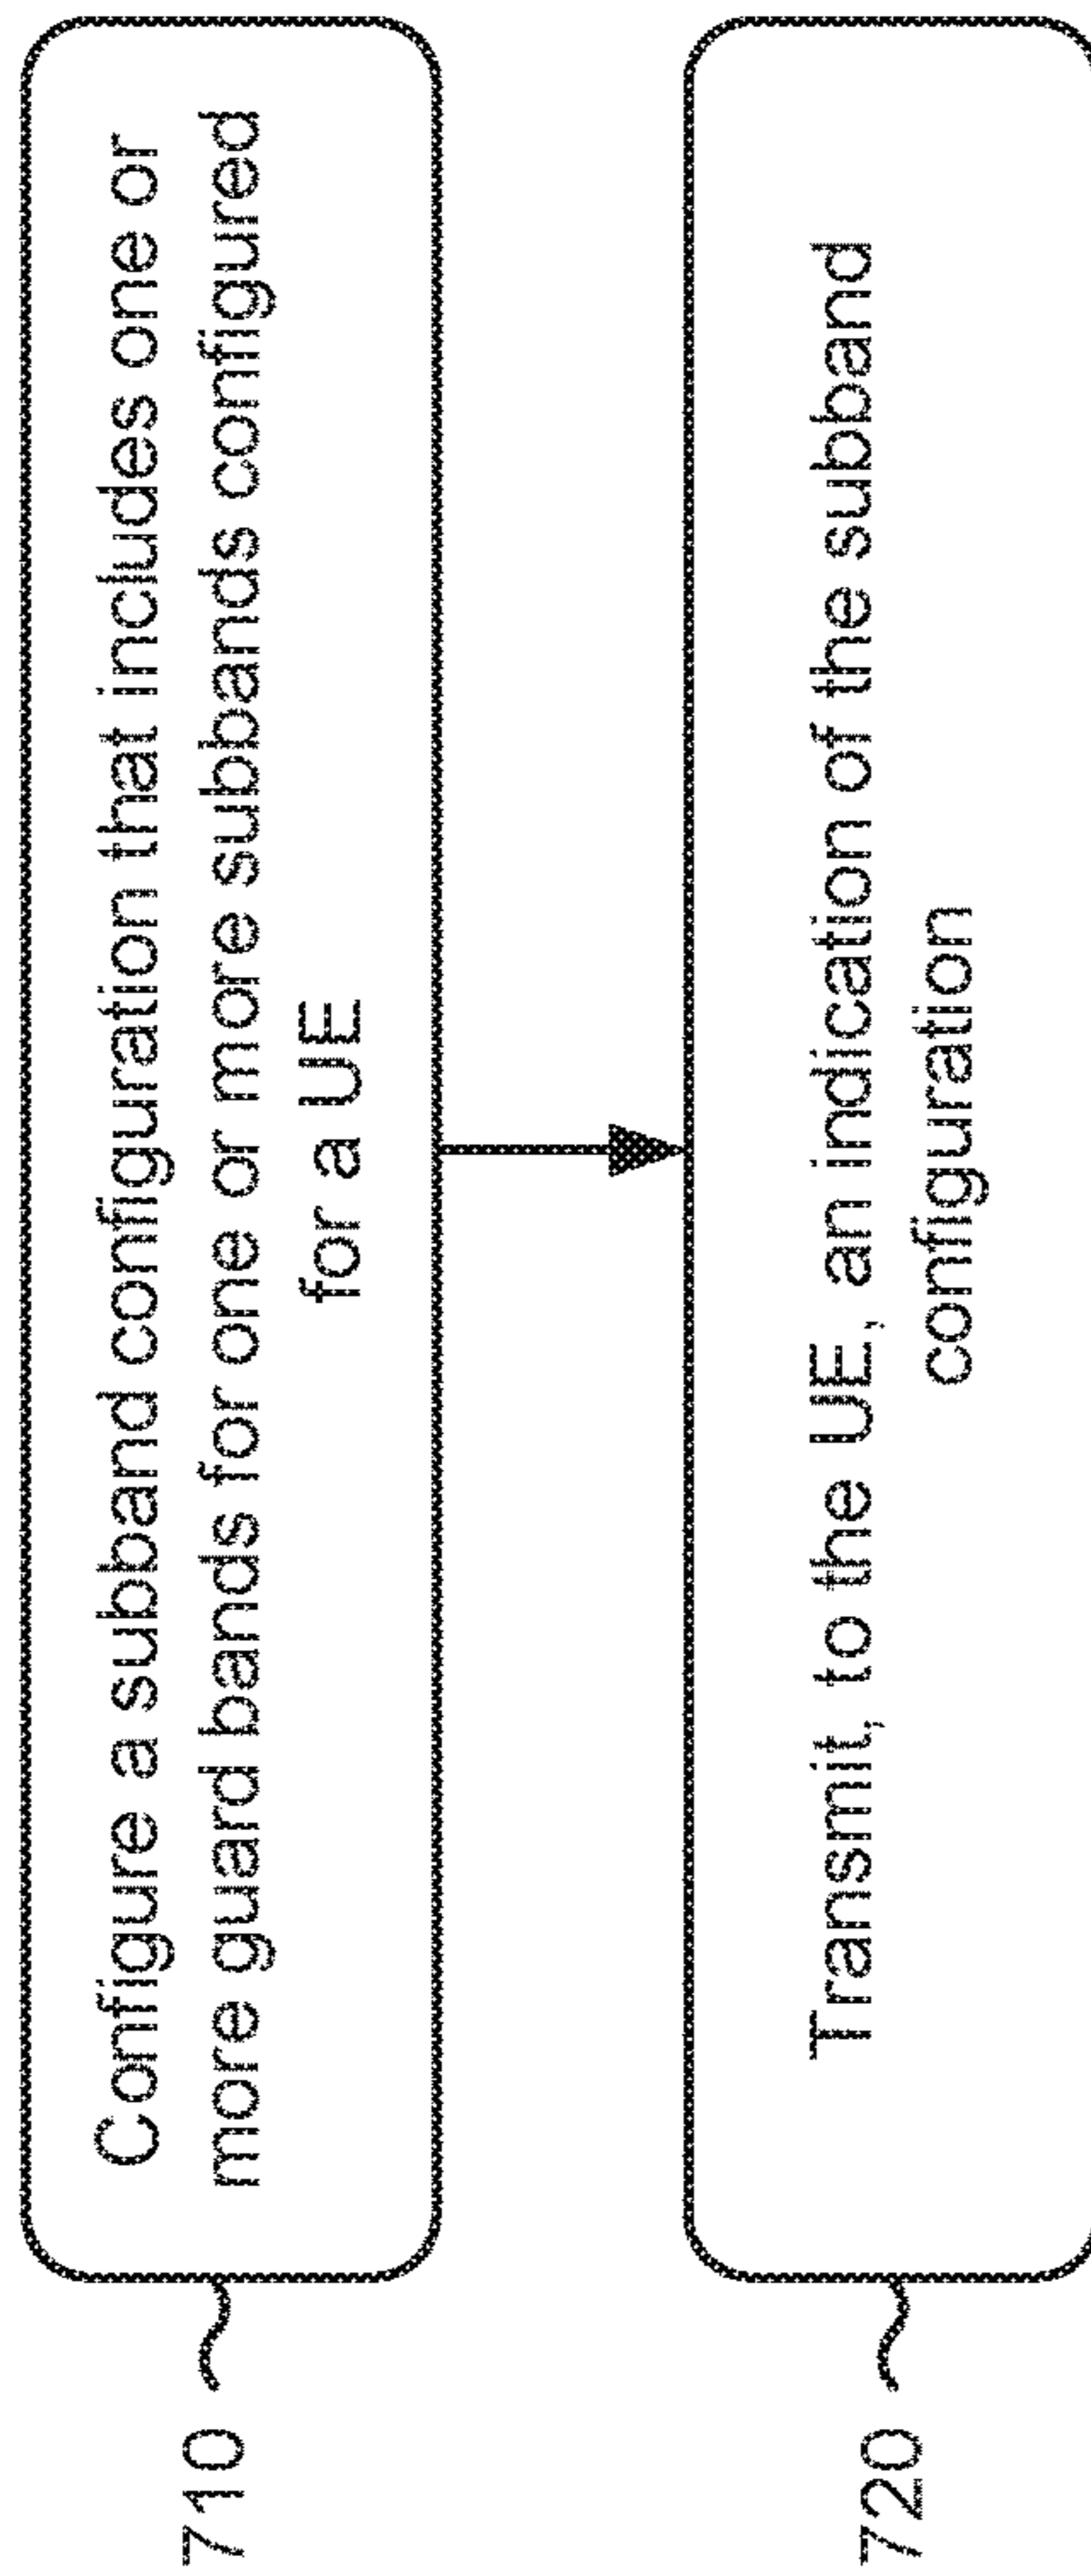 710
Configure a subband configuration that includes one or
more guard bands for one or more subbands configured
for a UE
720
Transmit, to the UE, an indication of the subband
configuration